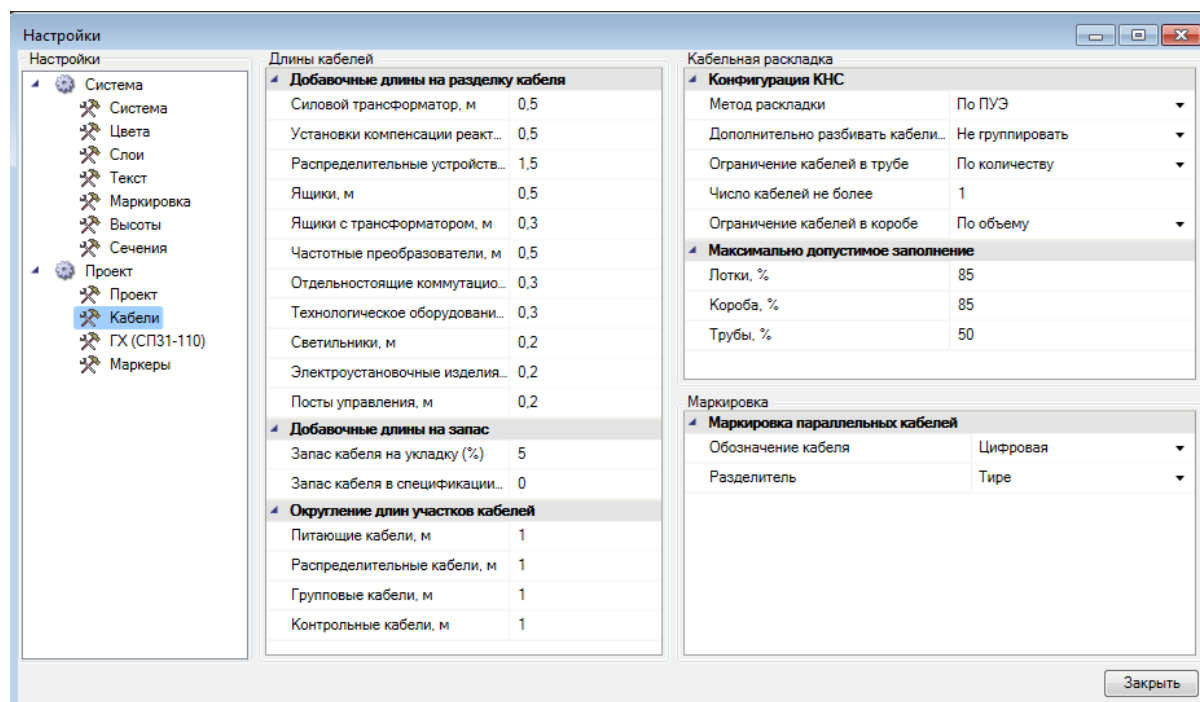 Настройки
Настройки
Система
Система
Цвета
Слои
Текст
Маркировка
Высоты
Сечения
Проект
Проект
Кабели
ГХ (СП31-110)
Маркеры
Длины кабелей
Добавочные длины на разделку кабеля
Силовой трансформатор, м 0,5
Установки компенсации реакт... 0,5
Распределительные устройств... 1,5
Ящики, м 0,5
Ящики с трансформатором, м 0,3
Частотные преобразователи, м 0,5
Отдельностоящие коммутацио... 0,3
Технологическое оборудовани... 0,3
Светильники, м 0,2
Электроустановочные изделия... 0,2
Посты управления, м 0,2
Добавочные длины на запас
Запас кабеля на укладку (%) 5
Запас кабеля в спецификации... 0
Округление длин участков кабелей
Питающие кабели, м 1
Распределительные кабели, м 1
Групповые кабели, м 1
Контрольные кабели, м 1
Кабельная раскладка
Конфигурация КНС
Метод раскладки По ПУЭ
Дополнительно разбивать кабели... Не группировать
Ограничение кабелей в трубе По количеству
Число кабелей не более 1
Ограничение кабелей в коробе По объему
Максимально допустимое заполнение
Лотки, % 85
Короба, % 85
Трубы, % 50
Маркировка
Маркировка параллельных кабелей
Обозначение кабеля Цифровая
Разделитель Тире
Закрыть